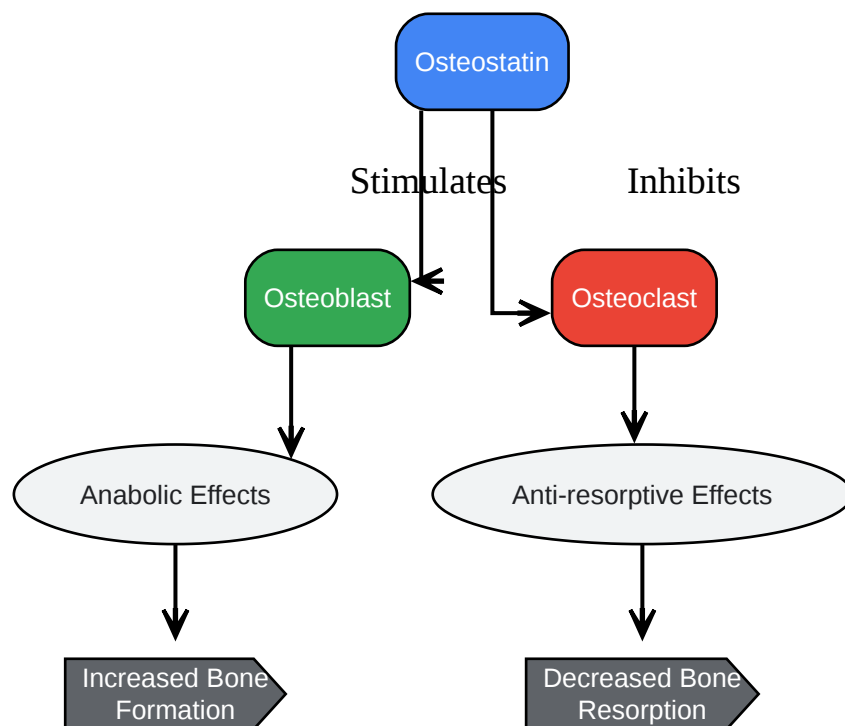 Osteostatin
Stimulates
Inhibits
Osteoblast
Osteoclast
Anabolic Effects
Anti-resorptive Effects
Increased Bone
Formation
Decreased Bone
Resorption